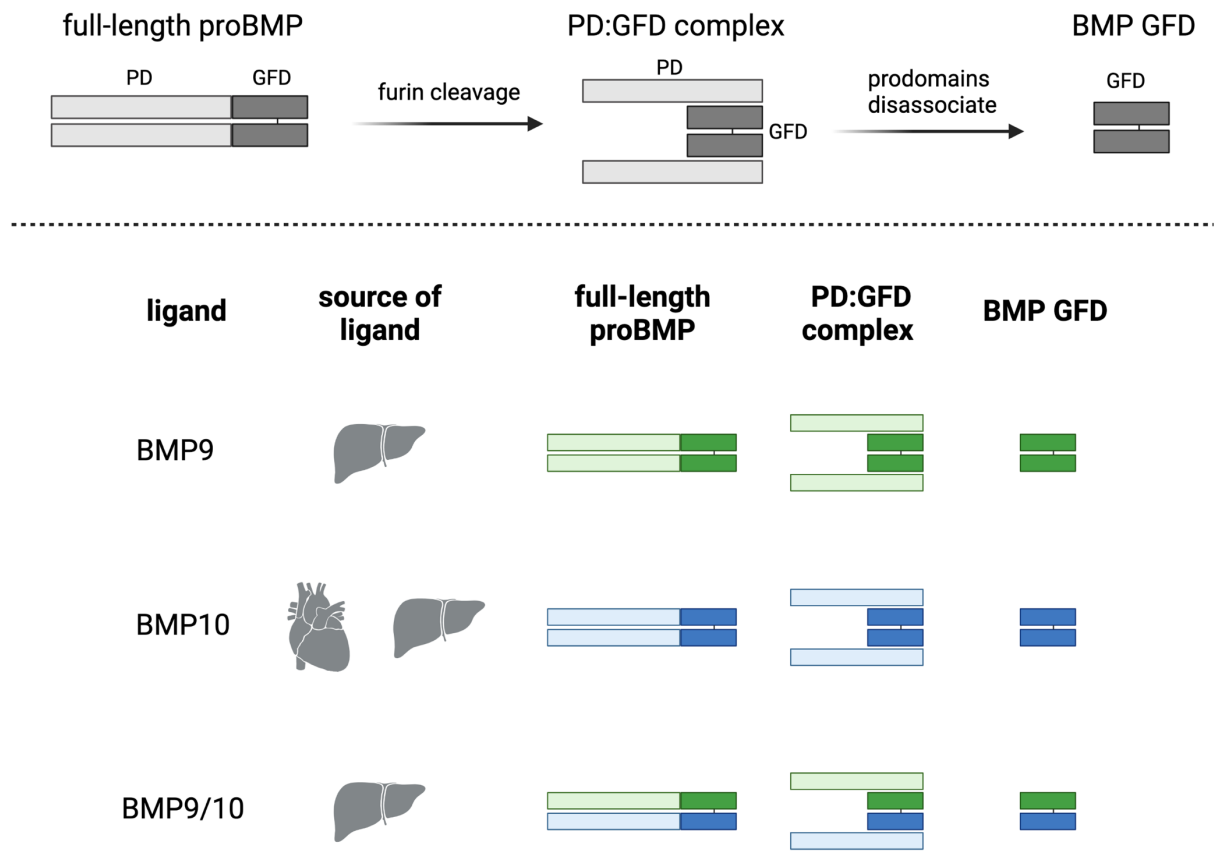 full-length proBMP
PD:GFD complex
BMP GFD
PD
GFD
furin cleavage
PD
GFD
prodomains
disassociate
GFD
ligand
source of
ligand
full-length
proBMP
PD:GFD
complex
BMP GFD
BMP9
BMP10
BMP9/10